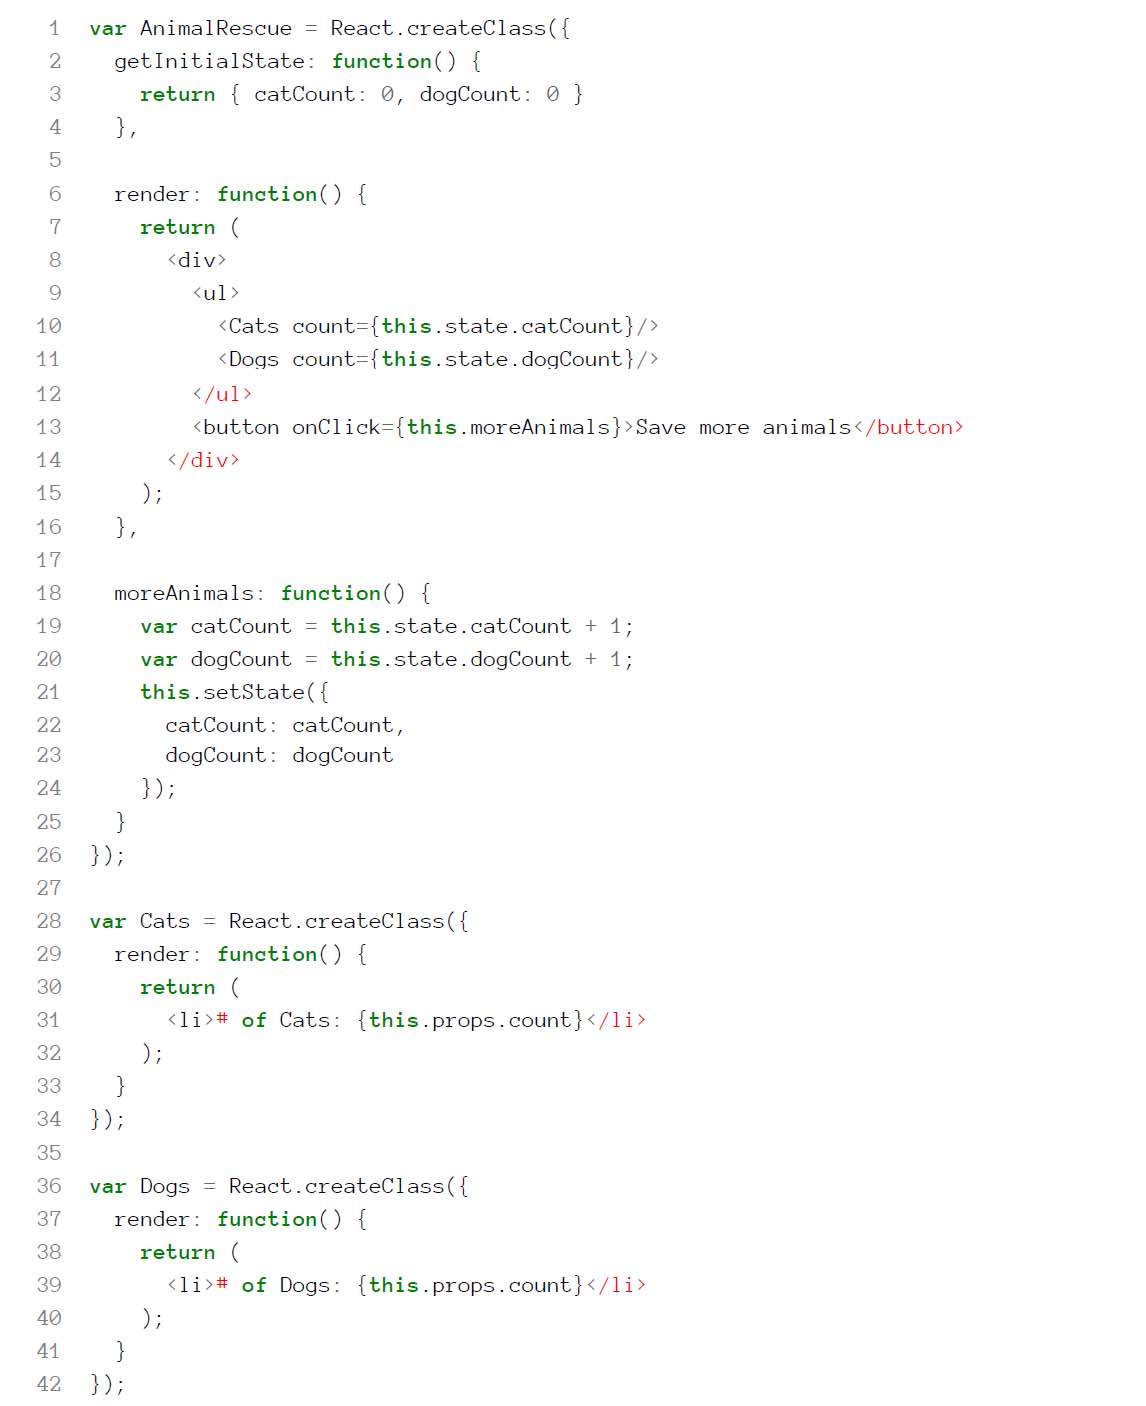 1 var AnimalRescue = React.createClass({
2   getInitialState: function() {
3     return { catCount: 0, dogCount: 0 }
4   },
5
6   render: function() {
7     return (
8       <div>
9         <ul>
10           <Cats count={this.state.catCount}/>
11           <Dogs count={this.state.dogCount}/>
12         </ul>
13         <button onClick={this.moreAnimals}>Save more animals</button>
14       </div>
15     );
16   },
17
18   moreAnimals: function() {
19     var catCount = this.state.catCount + 1;
20     var dogCount = this.state.dogCount + 1;
21     this.setState({
22       catCount: catCount,
23       dogCount: dogCount
24     });
25   }
26 });
27
28 var Cats = React.createClass({
29   render: function() {
30     return (
31       <li># of Cats: {this.props.count}</li>
32     );
33   }
34 });
35
36 var Dogs = React.createClass({
37   render: function() {
38     return (
39       <li># of Dogs: {this.props.count}</li>
40     );
41   }
42 });